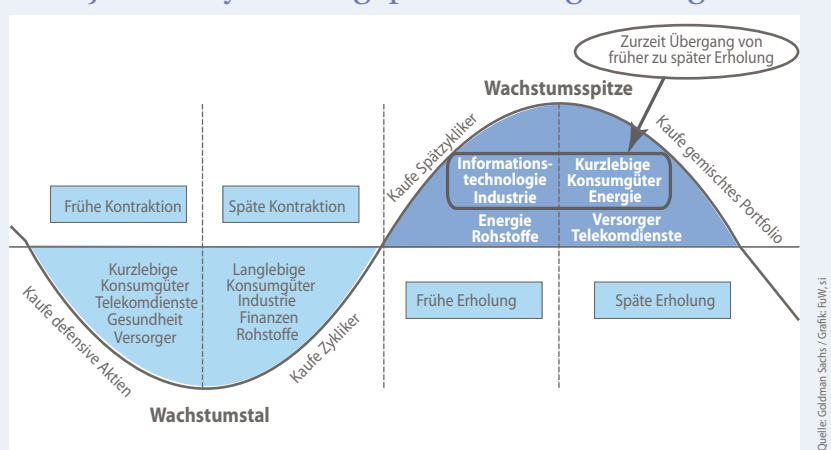 Zurzeit Übergang von
früher zu später Erholung
Wachstumsspitze
Kaufe Spätzykliker
Kaufe gemischtes Portfolio
Informations-
technologie
Industrie
Kurzlebige
Konsumgüter
Energie
Energie
Rohstoffe
Versorger
Telekomdienste
Frühe Kontraktion
Späte Kontraktion
Kurzlebige
Konsumgüter
Telekomdienste
Gesundheit
Versorger
Langlebige
Konsumgüter
Industrie
Finanzen
Rohstoffe
Frühe Erholung
Späte Erholung
Kaufe defensive Aktien
Kaufe Zykliker
Wachstumstal
Quelle: Goldman Sachs / Grafik: FuW, si